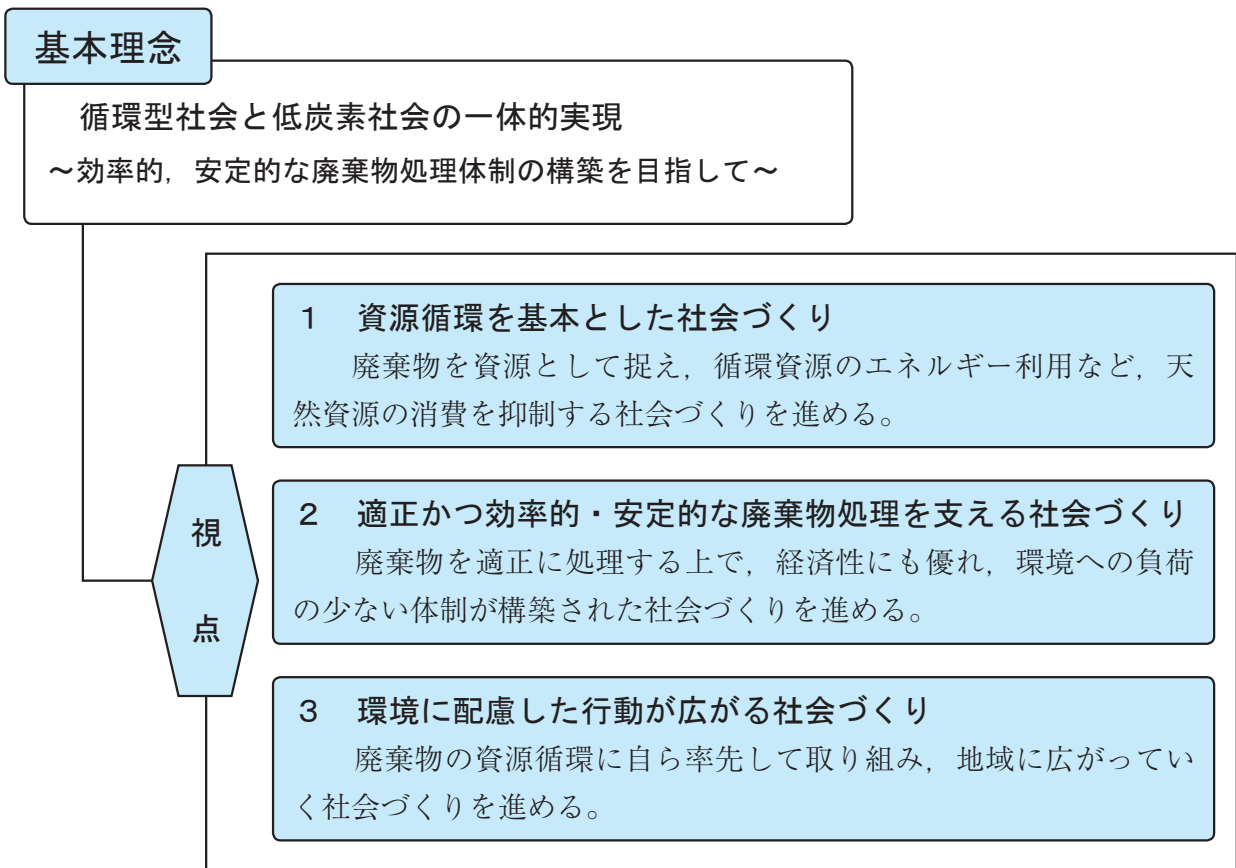 基本理念
循環型社会と低炭素社会の一体的実現
～効率的，安定的な廃棄物処理体制の構築を目指して～
視点
１　資源循環を基本とした社会づくり
廃棄物を資源として捉え，循環資源のエネルギー利用など，天
然資源の消費を抑制する社会づくりを進める。
２　適正かつ効率的・安定的な廃棄物処理を支える社会づくり
廃棄物を適正に処理する上で，経済性にも優れ，環境への負荷
の少ない体制が構築された社会づくりを進める。
３　環境に配慮した行動が広がる社会づくり
廃棄物の資源循環に自ら率先して取り組み，地域に広がってい
く社会づくりを進める。